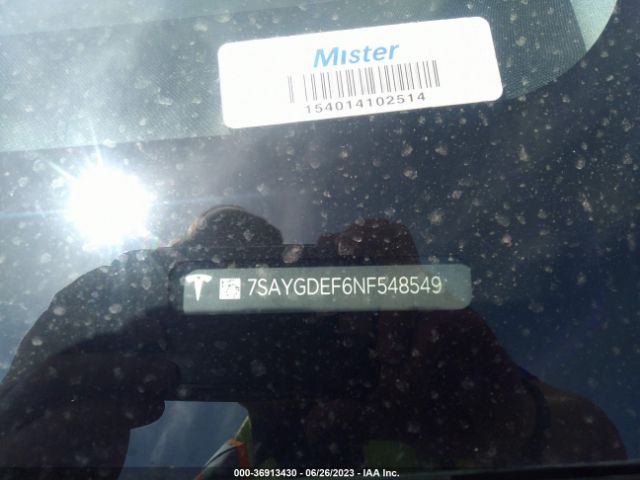 Mister
154014102514
7SAYGDEF6NF548549
000-36913430 - 06/26/2023 - IAA Inc.